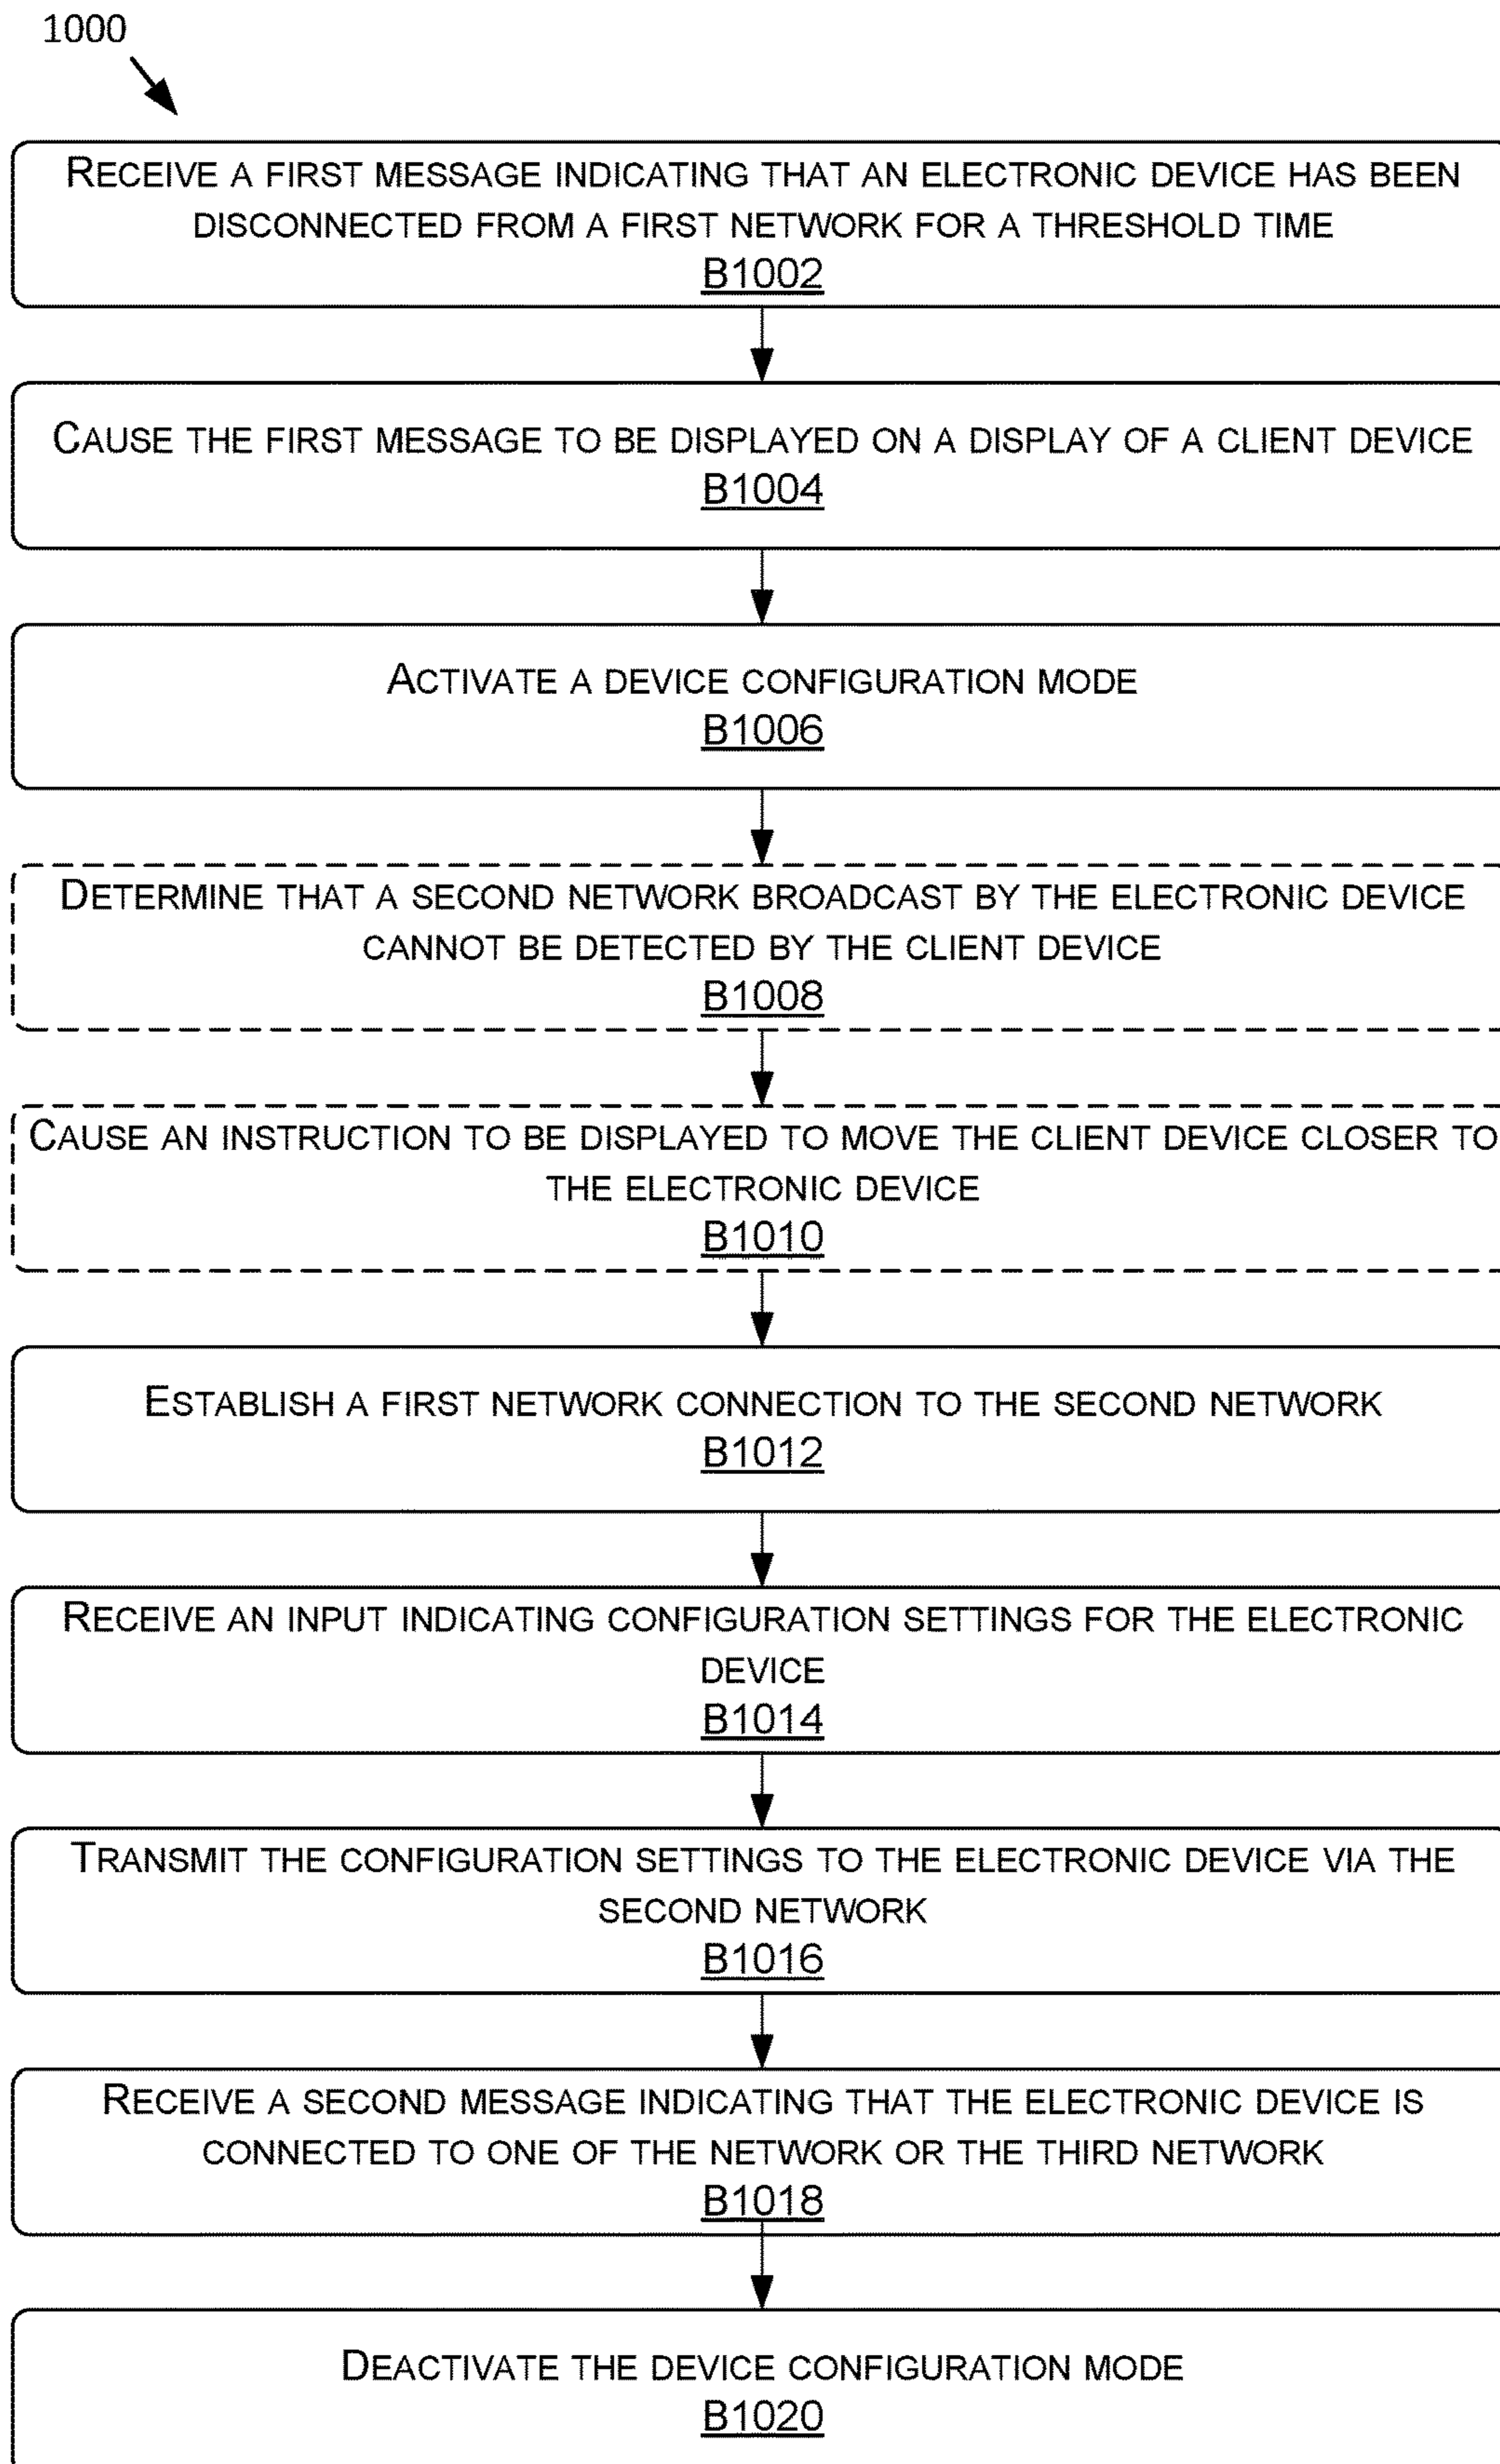 1000
RECEIVE A FIRST MESSAGE INDICATING THAT AN ELECTRONIC DEVICE HAS BEEN
DISCONNECTED FROM A FIRST NETWORK FOR A THRESHOLD TIME
B1002
CAUSE THE FIRST MESSAGE TO BE DISPLAYED ON A DISPLAY OF A CLIENT DEVICE
B1004
ACTIVATE A DEVICE CONFIGURATION MODE
B1006
DETERMINE THAT A SECOND NETWORK BROADCAST BY THE ELECTRONIC DEVICE
CANNOT BE DETECTED BY THE CLIENT DEVICE
B1008
CAUSE AN INSTRUCTION TO BE DISPLAYED TO MOVE THE CLIENT DEVICE CLOSER TO
THE ELECTRONIC DEVICE
B1010
ESTABLISH A FIRST NETWORK CONNECTION TO THE SECOND NETWORK
B1012
RECEIVE AN INPUT INDICATING CONFIGURATION SETTINGS FOR THE ELECTRONIC
DEVICE
B1014
TRANSMIT THE CONFIGURATION SETTINGS TO THE ELECTRONIC DEVICE VIA THE
SECOND NETWORK
B1016
RECEIVE A SECOND MESSAGE INDICATING THAT THE ELECTRONIC DEVICE IS
CONNECTED TO ONE OF THE NETWORK OR THE THIRD NETWORK
B1018
DEACTIVATE THE DEVICE CONFIGURATION MODE
B1020